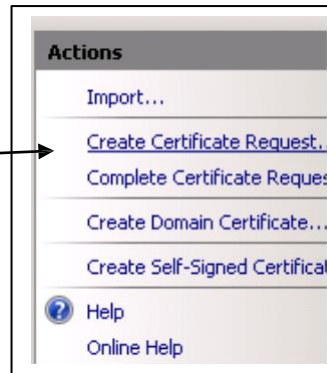 Actions
Import...
Create Certificate Request..
Complete Certificate Reques
Create Domain Certificate...
Create Self-Signed Certificat
Help
Online Help